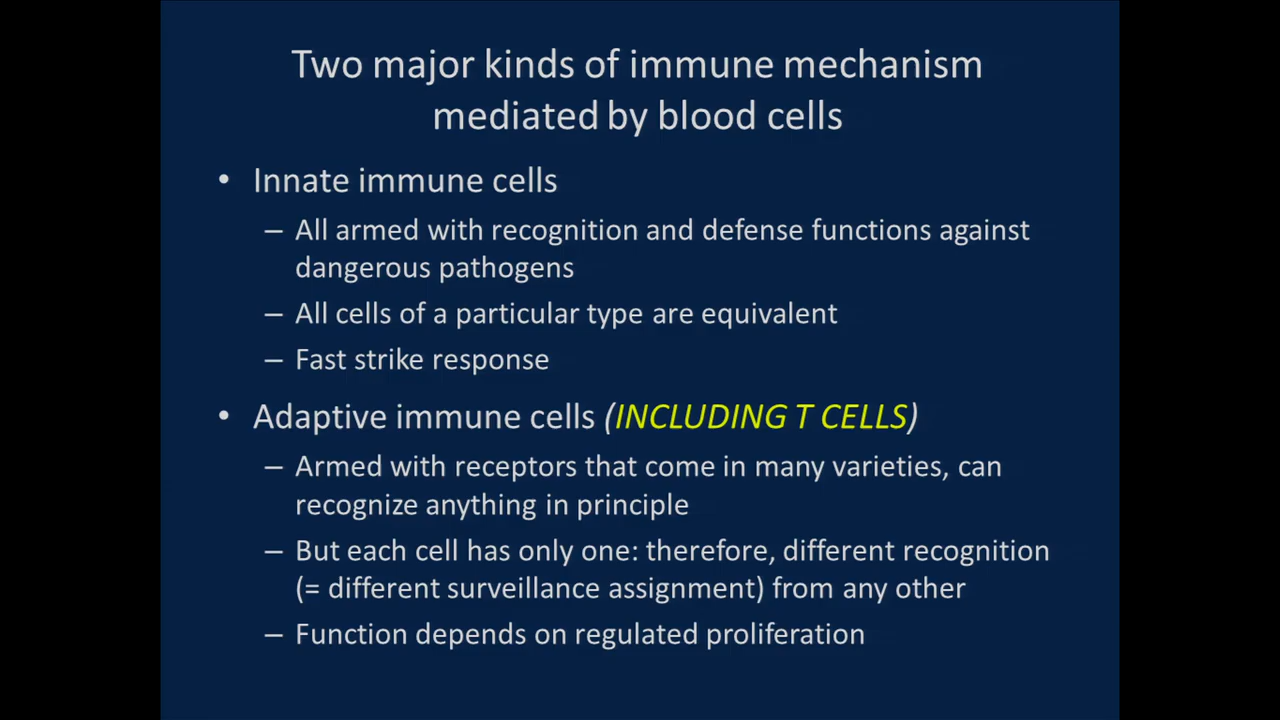 Two major kinds of immune mechanism
mediated by blood cells
• Innate immune cells
– All armed with recognition and defense functions against
dangerous pathogens
– All cells of a particular type are equivalent
– Fast strike response
• Adaptive immune cells (INCLUDING T CELLS)
– Armed with receptors that come in many varieties, can
recognize anything in principle
– But each cell has only one: therefore, different recognition
(= different surveillance assignment) from any other
– Function depends on regulated proliferation